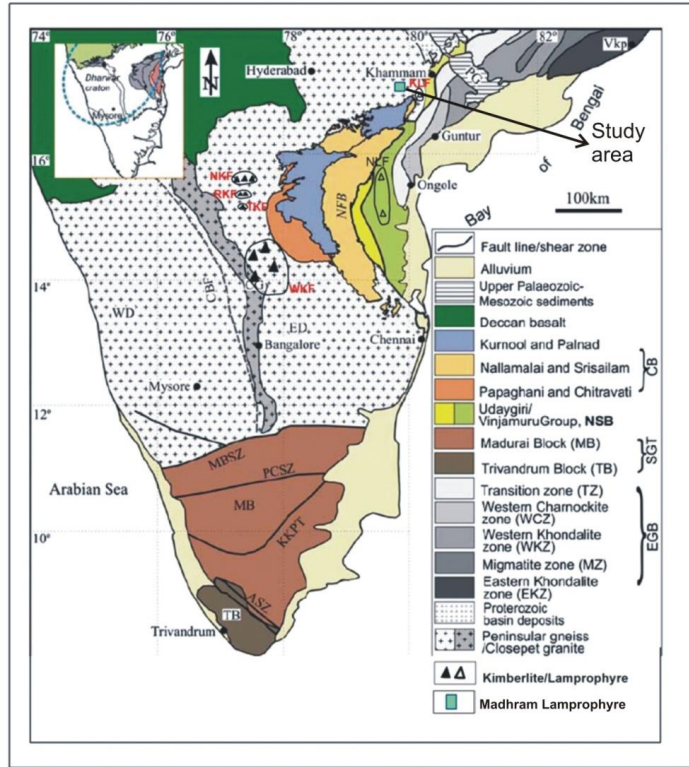 74°
76°
78°
80
82°
Vkp
Hyderabad
Khammam
KLF
PG
Dharwar
craton
Mysore
N
Bengal
of
Bay
Study
area
Guntur
16°
NLF
NKF
RKF
TKF
NFB
Ongole
100km
WKF
14°
CBF
WD
ED
Bangalore
Chennai
Mysore
12°
MBSZ
PCSZ
Arabian Sea
MB
KKPT
10°
ASZ
TB
Trivandrum
Fault line/shear zone
Alluvium
Upper Palaeozoic-
Mesozoic sediments
Deccan basalt
Kurnool and Palnad
Nallamalai and Srisailam
Papaghani and Chitravati
CB
Udaygiri/
VinjamuruGroup, NSB
Madurai Block (MB)
Trivandrum Block (TB)
SGT
Transition zone (TZ)
Western Charnockite
zone (WCZ)
Western Khondalite
zone (WKZ)
Migmatite zone (MZ)
Eastern Khondalite
zone (EKZ)
EGB
Proterozoic
basin deposits
Peninsular gneiss
/Closepet granite
Kimberlite/Lamprophyre
Madhram Lamprophyre